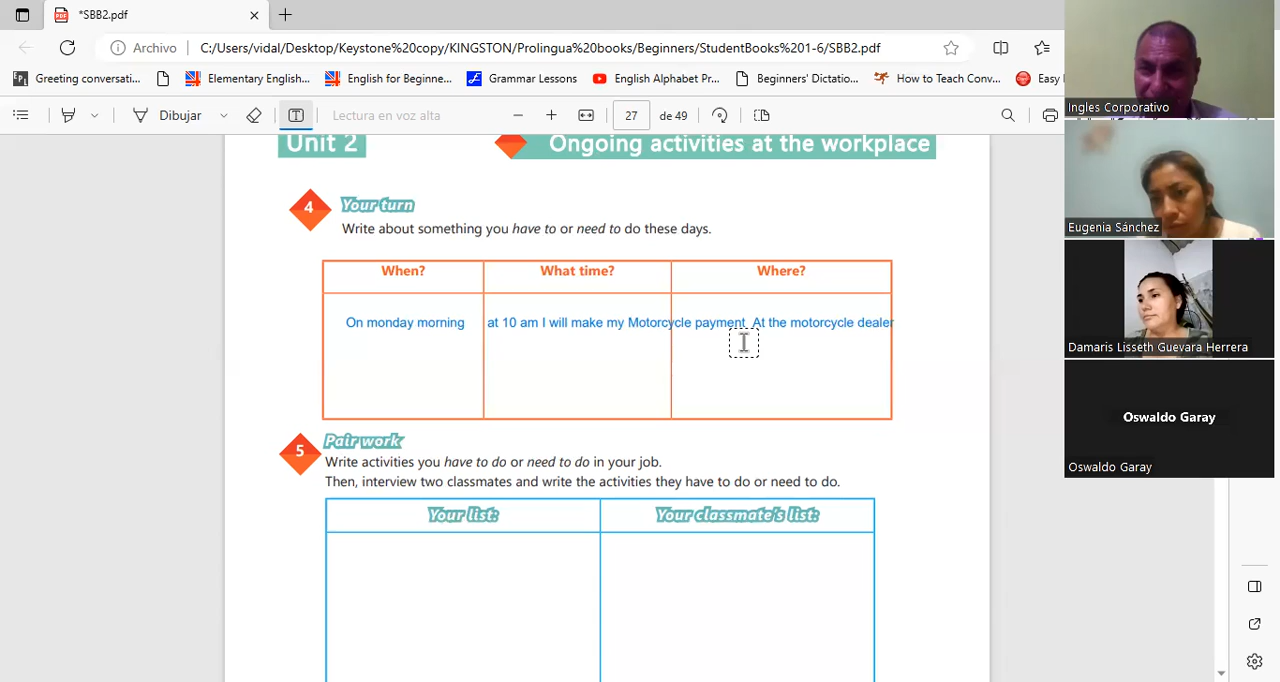 *SBB2.pdf
Archivo
C:/Users/vidal/Desktop/Keystone%20copy/KINGSTON/Prolingua%20books/Beginners/StudentBooks%201-6/SBB2.pdf
Greeting conversati...
Elementary English...
English for Beginne...
Grammar Lessons
English Alphabet Pr...
Beginners' Dictatio...
How to Teach Conv...
Easy
Dibujar
Lectura en voz alta
27
de 49
Unit 2
Ongoing activities at the workplace
4
Your turn
Write about something you have to or need to do these days.
When?
What time?
Where?
On monday morning
at 10 am I will make my Motorcycle payment. At the motorcycle dealer
5
Pair work
Write activities you have to do or need to do in your job.
Then, interview two classmates and write the activities they have to do or need to do.
Your list:
Your classmate's list:
Ingles Corporativo
Eugenia Sánchez
Damaris Lisseth Guevara Herrera
Oswaldo Garay
Oswaldo Garay